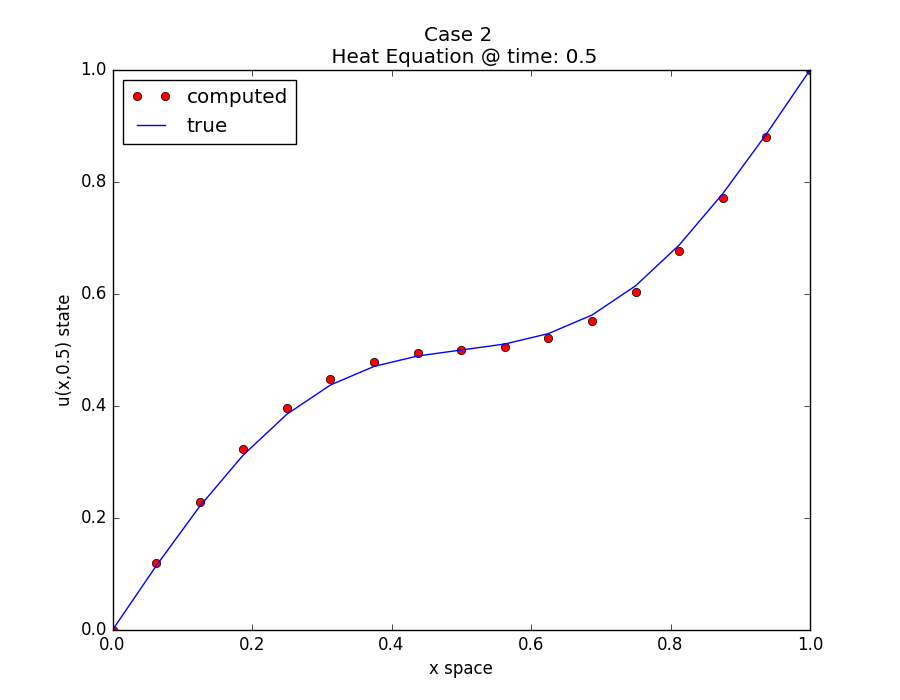 Case 2
Heat Equation @ time: 0.5
computed
true
1.0
0.8
0.6
0.4
0.2
0.0
u(x,0.5) state
0.0 0.2 0.4 0.6 0.8 1.0
x space